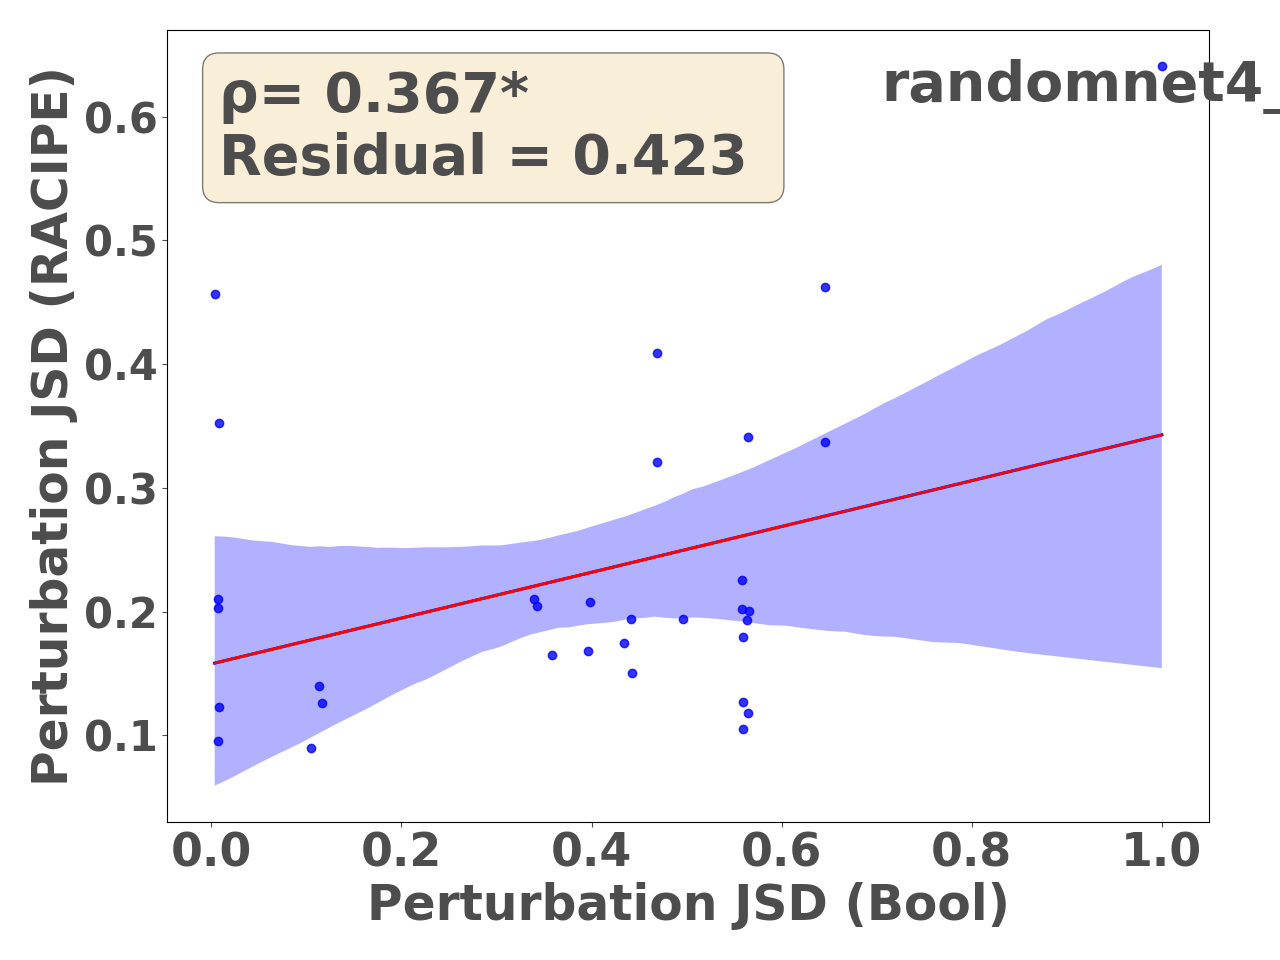 ρ= 0.367*
Residual = 0.423
randomnet4_
Perturbation JSD (RACIPE)
0.6
0.5
0.4
0.3
0.2
0.1
0.0 0.2 0.4 0.6 0.8 1.0
Perturbation JSD (Bool)